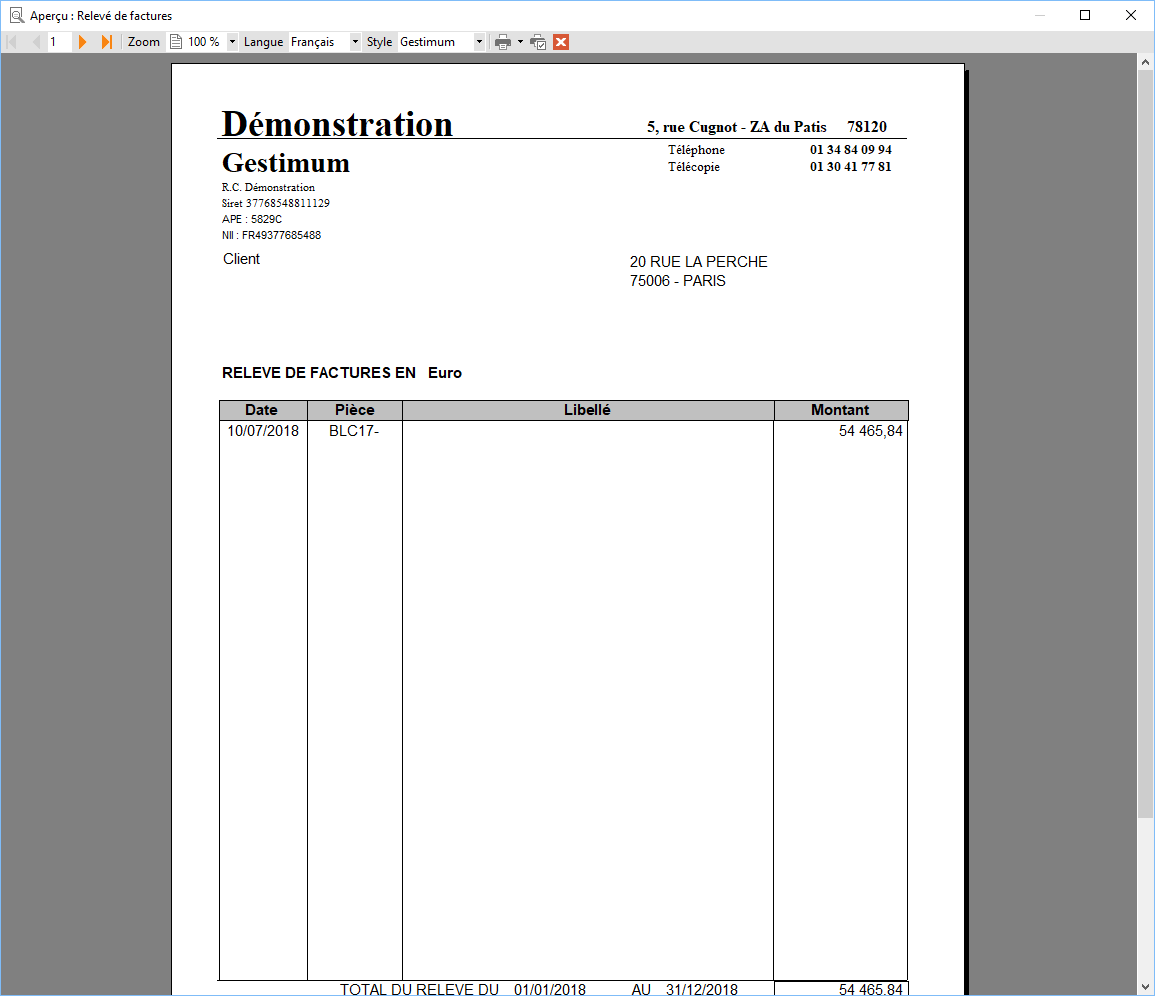 Aperçu : Relevé de factures
1 Zoom 100 % Langue Français Style Gestimum
Démonstration
5, rue Cugnot - ZA du Patis 78120
Gestimum
Téléphone 01 34 84 09 94
Télécopie 01 30 41 77 81
R.C. Démonstration
Siret 37768548811129
APE : 5829C
NII : FR49377685488
Client
20 RUE LA PERCHE
75006 - PARIS
RELEVE DE FACTURES EN Euro
Date Pièce Libellé Montant
10/07/2018 BLC17- 54 465,84
TOTAL DU RELEVE DU 01/01/2018 AU 31/12/2018 54 465,84